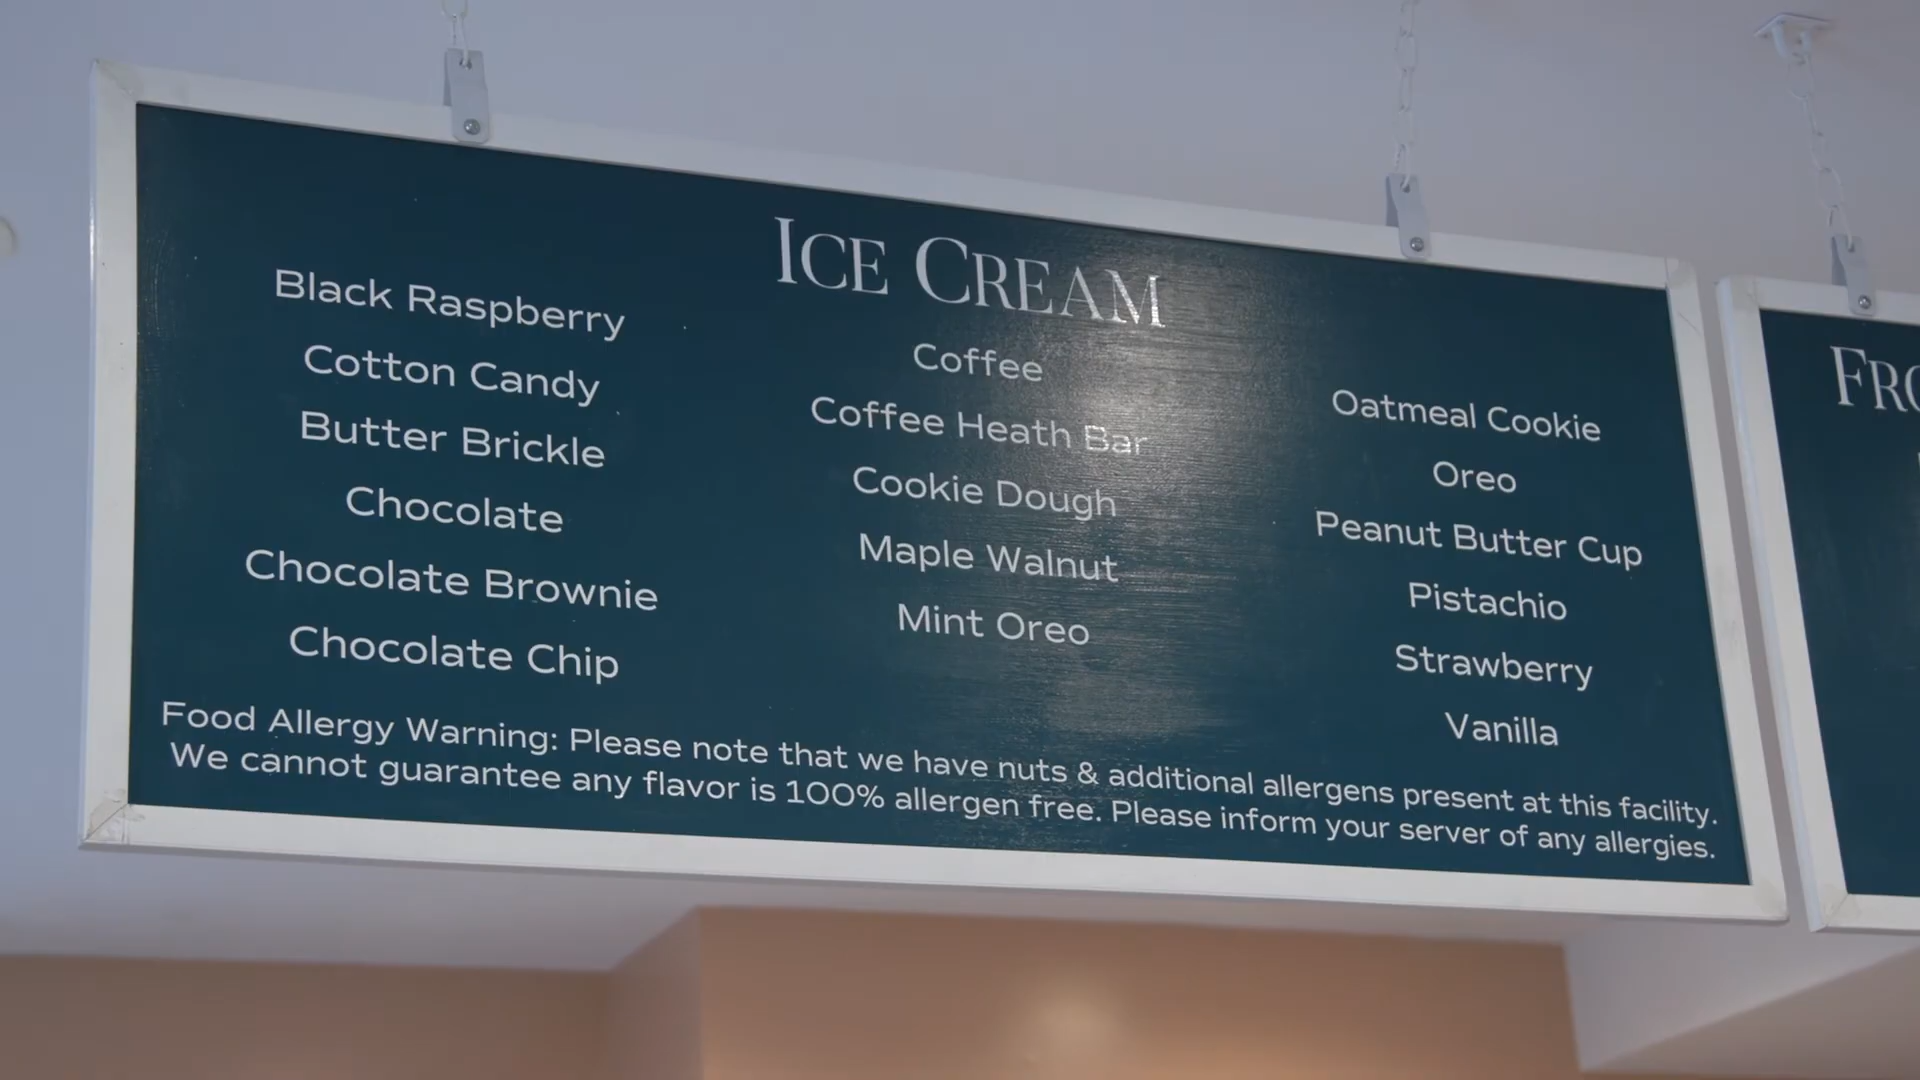 ICE CREAM
Black Raspberry
Cotton Candy
Butter Brickle
Chocolate
Chocolate Brownie
Chocolate Chip
Coffee
Coffee Heath Bar
Cookie Dough
Maple Walnut
Mint Oreo
Oatmeal Cookie
Oreo
Peanut Butter Cup
Pistachio
Strawberry
Vanilla
Food Allergy Warning: Please note that we have nuts & additional allergens present at this facility.
We cannot guarantee any flavor is 100% allergen free. Please inform your server of any allergies.